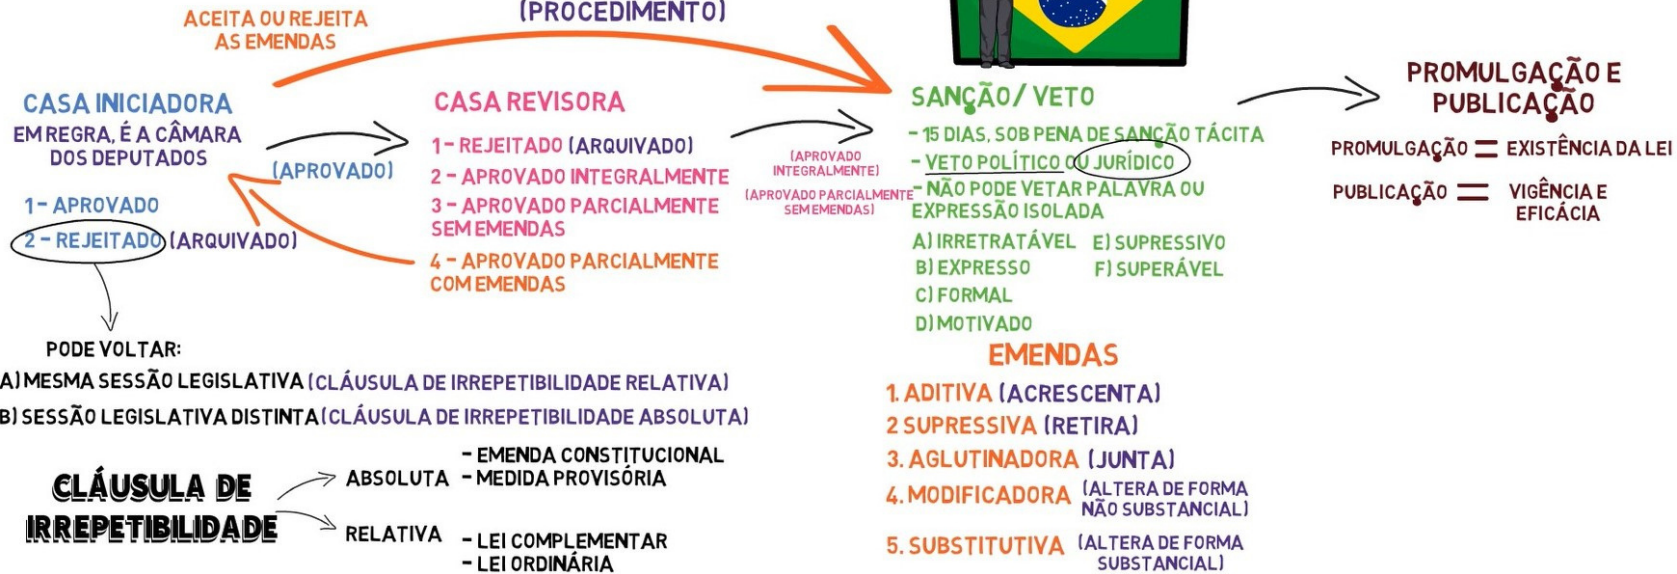 (PROCEDIMENTO)
ACEITA OU REJEITA
AS EMENDAS
CASA INICIADORA
EM REGRA, É A CÂMARA
DOS DEPUTADOS
1 - APROVADO
2 - REJEITADO (ARQUIVADO)
(APROVADO)
CASA REVISORA
1 - REJEITADO (ARQUIVADO)
2 - APROVADO INTEGRALMENTE
3 - APROVADO PARCIALMENTE
SEM EMENDAS
4 - APROVADO PARCIALMENTE
COM EMENDAS
(APROVADO
INTEGRALMENTE)
(APROVADO PARCIALMENTE
SEM EMENDAS)
SANÇÃO/ VETO
- 15 DIAS, SOB PENA DE SANÇÃO TÁCITA
- VETO POLÍTICO OU JURÍDICO
- NÃO PODE VETAR PALAVRA OU
EXPRESSÃO ISOLADA
A) IRRETRATÁVEL E) SUPRESSIVO
B) EXPRESSO F) SUPERÁVEL
C) FORMAL
D) MOTIVADO
PROMULGAÇÃO E
PUBLICAÇÃO
PROMULGAÇÃO = EXISTÊNCIA DA LEI
PUBLICAÇÃO = VIGÊNCIA E
EFICÁCIA
PODE VOLTAR:
A) MESMA SESSÃO LEGISLATIVA (CLÁUSULA DE IRREPETIBILIDADE RELATIVA)
B) SESSÃO LEGISLATIVA DISTINTA (CLÁUSULA DE IRREPETIBILIDADE ABSOLUTA)
CLÁUSULA DE
IRREPETIBILIDADE
ABSOLUTA
- EMENDA CONSTITUCIONAL
- MEDIDA PROVISÓRIA
RELATIVA
- LEI COMPLEMENTAR
- LEI ORDINÁRIA
EMENDAS
1. ADITIVA (ACRESCENTA)
2 SUPRESSIVA (RETIRA)
3. AGLUTINADORA (JUNTA)
4. MODIFICADORA (ALTERA DE FORMA
NÃO SUBSTANCIAL)
5. SUBSTITUTIVA (ALTERA DE FORMA
SUBSTANCIAL)